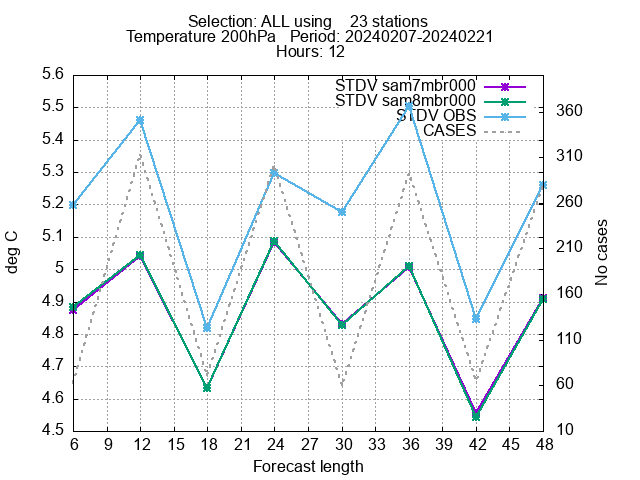 Selection: ALL using 23 stations
Temperature 200hPa Period: 20240207-20240221
Hours: 12
STDV sam7mbr000
STDV sam8mbr000
STDV OBS
CASES
5.6
5.5
5.4
5.3
5.2
5.1
5
4.9
4.8
4.7
4.6
4.5
deg C
360
310
260
210
160
110
60
10
No cases
6 9 12 15 18 21 24 27 30 33 36 39 42 45 48
Forecast length